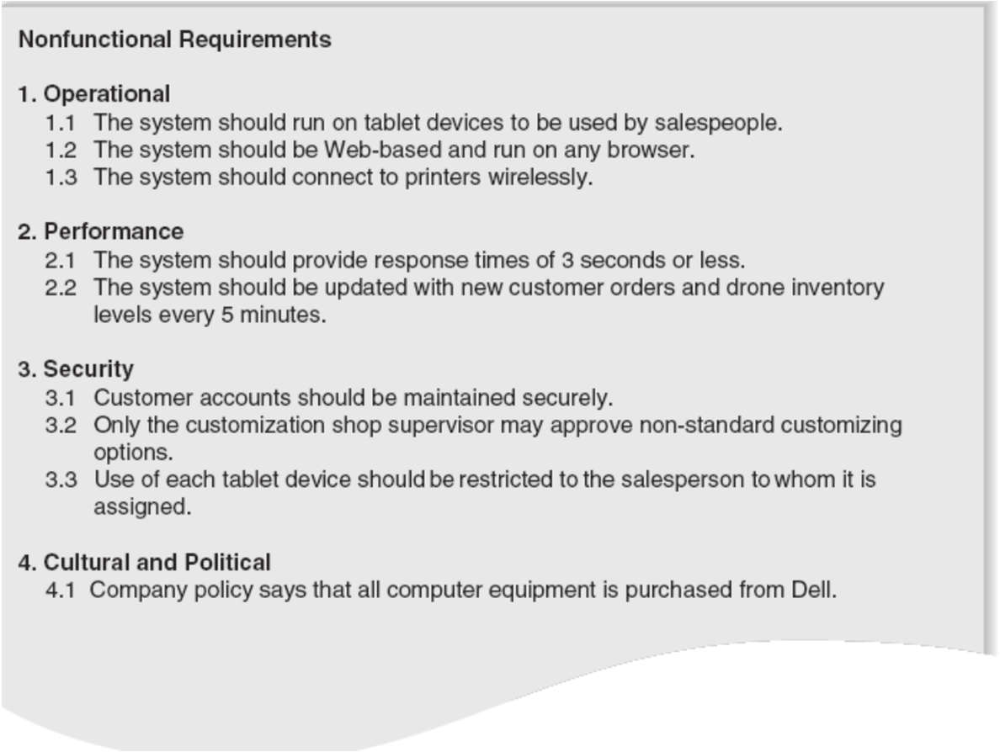 Nonfunctional Requirements
1. Operational
1.1 The system should run on tablet devices to be used by salespeople.
1.2 The system should be Web-based and run on any browser.
1.3 The system should connect to printers wirelessly.
2. Performance
2.1 The system should provide response times of 3 seconds or less.
2.2 The system should be updated with new customer orders and drone inventory
levels every 5 minutes.
3. Security
3.1 Customer accounts should be maintained securely.
3.2 Only the customization shop supervisor may approve non-standard customizing
options.
3.3 Use of each tablet device should be restricted to the salesperson to whom it is
assigned.
4. Cultural and Political
4.1 Company policy says that all computer equipment is purchased from Dell.